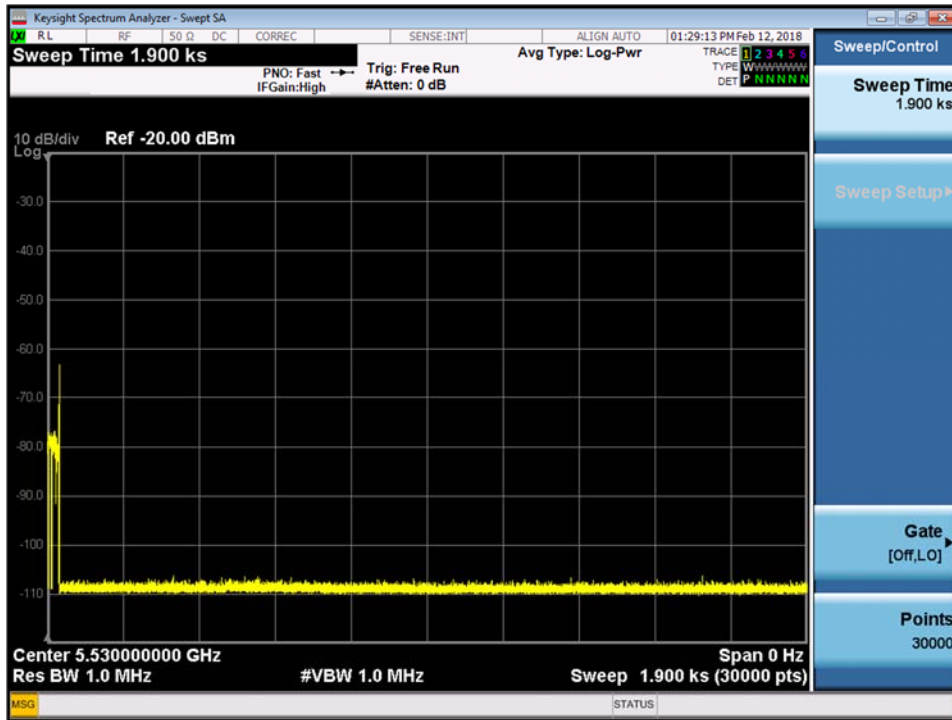 Keysight Spectrum Analyzer - Swept SA
LXI RL RF 50 Ω DC CORREC SENSE:INT ALIGN AUTO 01:29:13 PM Feb 12, 2018
Sweep Time 1.900 ks
PNO: Fast
IFGain:High
Trig: Free Run
#Atten: 0 dB
Avg Type: Log-Pwr
TRACE 1 2 3 4 5 6
TYPE WWWWWW
DET P N N N N N
10 dB/div
Log
Ref -20.00 dBm
-30.0
-40.0
-50.0
-60.0
-70.0
-80.0
-90.0
-100
-110
Center 5.530000000 GHz
Span 0 Hz
Res BW 1.0 MHz
#VBW 1.0 MHz
Sweep 1.900 ks (30000 pts)
MSG
STATUS
Sweep/Control
Sweep Time
1.900 ks
Sweep Setup
Gate
[Off,LO]
Points
30000